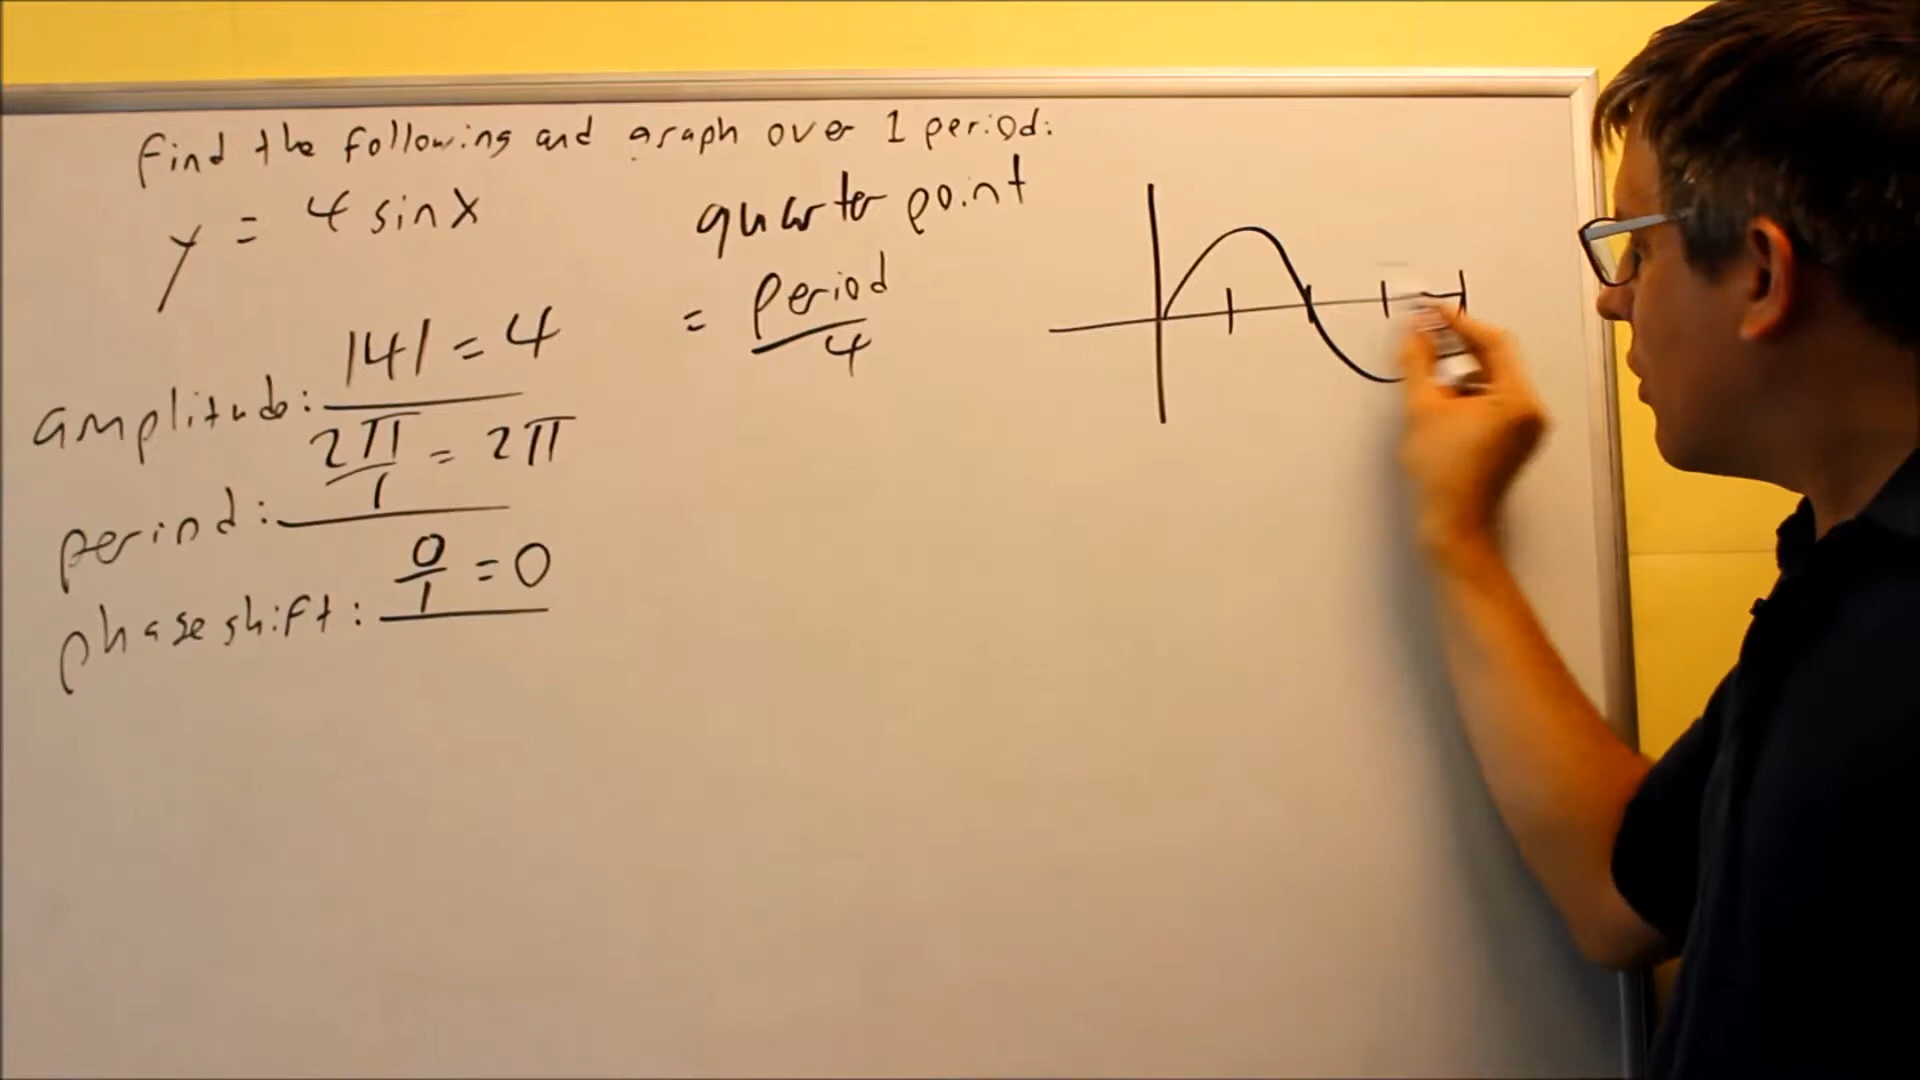 Find the following and graph over 1 period:
y = 4 sinx
amplitude: |4| = 4
period: 2π/1 = 2π
phase shift: 0/1 = 0
quarter point
= period/4